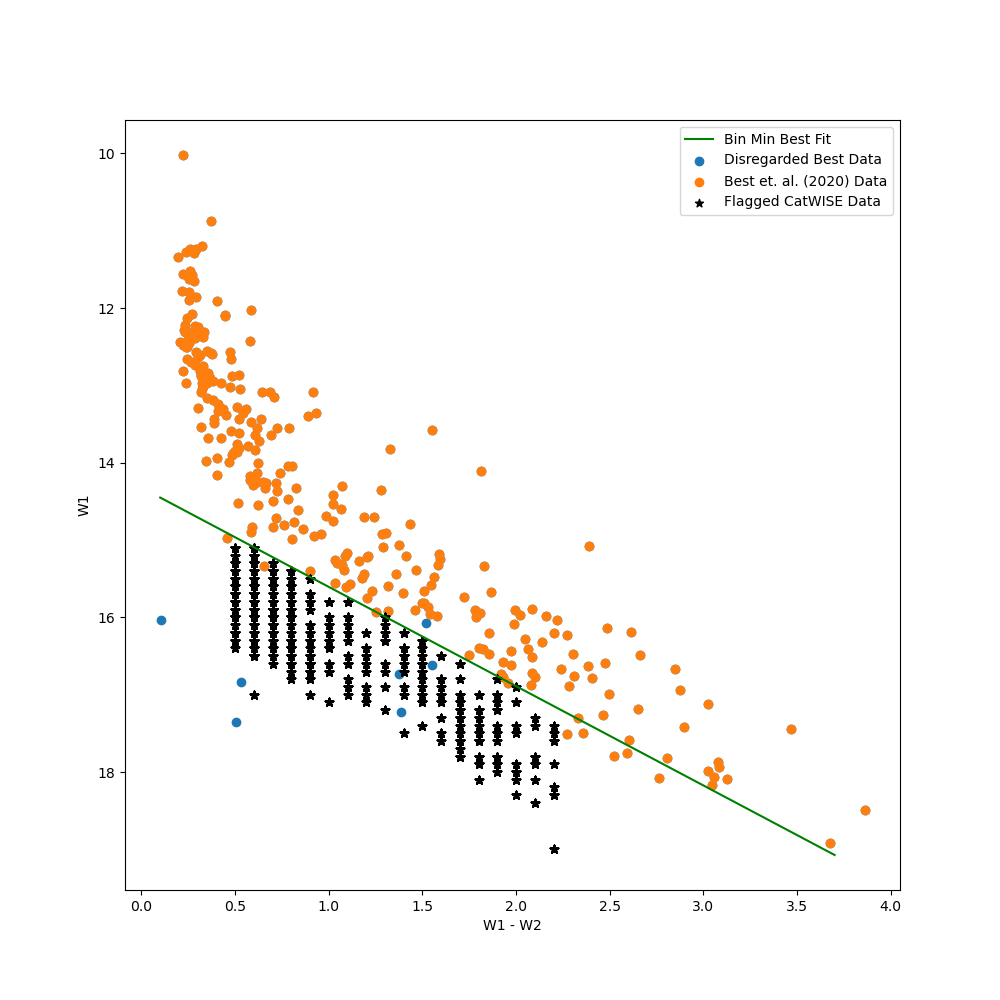 Bin Min Best Fit
Disregarded Best Data
Best et. al. (2020) Data
Flagged CatWISE Data
10
12
14
16
18
W1
0.0 0.5 1.0 1.5 2.0 2.5 3.0 3.5 4.0
W1 - W2